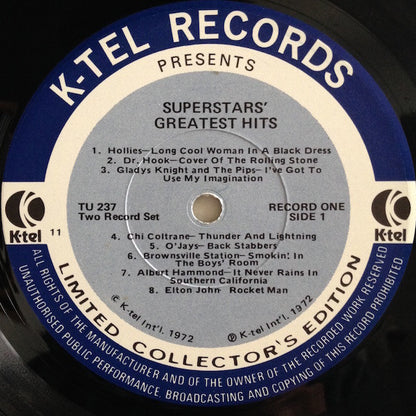 K-TEL RECORDS
PRESENTS
SUPERSTARS'
GREATEST HITS
1. Hollies—Long Cool Woman In A Black Dress
2. Dr. Hook—Cover Of The Rolling Stone
3. Gladys Knight and The Pips—I've Got To
Use My Imagination
TU 237
Two Record Set
RECORD ONE
SIDE 1
K-tel
11
K-tel
4. Chi Coltrane—Thunder And Lightning
5. O'Jays—Back Stabbers
6. Brownsville Station—Smokin' In
The Boys' Room
7. Albert Hammond—It Never Rains In
Southern California
8. Elton John—Rocket Man
© K-tel Int'l. 1972
℗ K-tel Int'l. 1972
LIMITED COLLECTOR'S EDITION
ALL RIGHTS OF THE MANUFACTURER AND OF THE OWNER OF THE RECORDED WORK RESERVED
UNAUTHORISED PUBLIC PERFORMANCE, BROADCASTING AND COPYING OF THIS RECORD PROHIBITED.